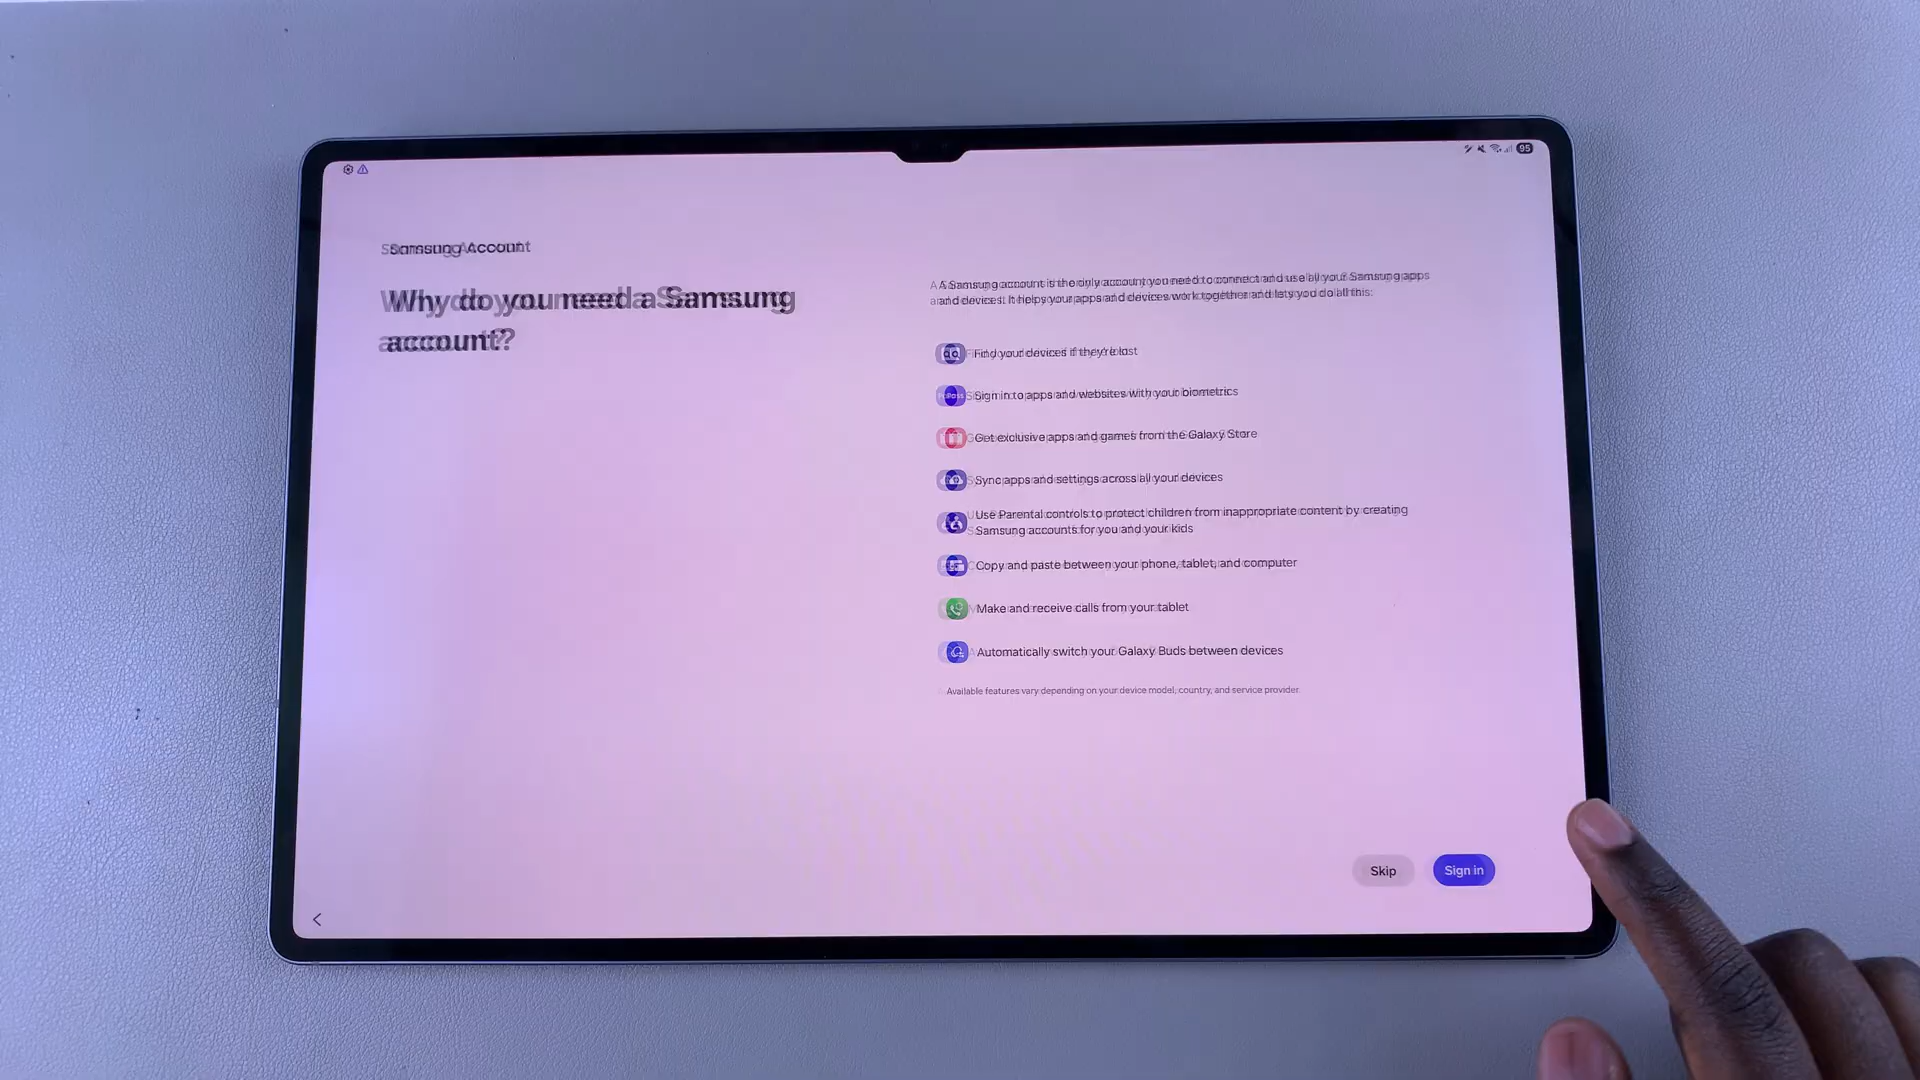 95
Samsung Account
Why do you need a Samsung
account?
A Samsung account is the only account you need to connect and use all your Samsung apps
and devices. It helps your apps and devices work together and lets you do all this:
Find your devices if they're lost
Sign in to apps and websites with your biometrics
Get exclusive apps and games from the Galaxy Store
Sync apps and settings across all your devices
Use Parental controls to protect children from inappropriate content by creating
Samsung accounts for you and your kids
Copy and paste between your phone, tablet, and computer
Make and receive calls from your tablet
Automatically switch your Galaxy Buds between devices
Available features vary depending on your device model, country, and service provider.
Skip
Sign in